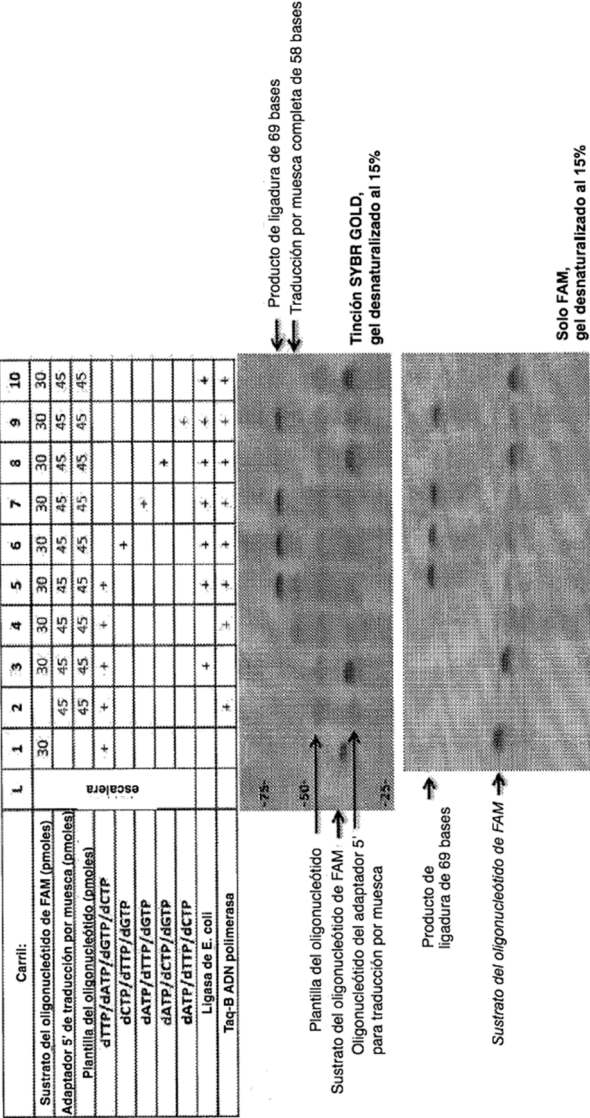 Carril: L 1 2 3 4 5 6 7 8 9 10
Sustrato del oligonucleótido de FAM (pmoles) 30 30 30 30 30 30 30 30 30
Adaptador 5' de traducción por muesca (pmoles) 45 45 45 45 45 45 45 45 45
Plantilla del oligonucleótido (pmoles) 45 45 45 45 45 45 45 45 45
dTTP/dATP/dGTP/dCTP + + + + +
dCTP/dTTP/dGTP +
dATP/dTTP/dGTP +
dATP/dCTP/dGTP +
dATP/dTTP/dCTP +
Ligasa de E. coli + + + + + + +
Taq-B ADN polimerasa + + + + + + + +
escalera
-75-
-50-
-25-
Producto de ligadura de 69 bases
Traducción por muesca completa de 58 bases
Tinción SYBR GOLD,
gel desnaturalizado al 15%
Plantilla del oligonucleótido
Sustrato del oligonucleótido de FAM
Oligonucleótido del adaptador 5'
para traducción por muesca
Producto de
ligadura de 69 bases
Sustrato del oligonucleótido de FAM
Solo FAM,
gel desnaturalizado al 15%